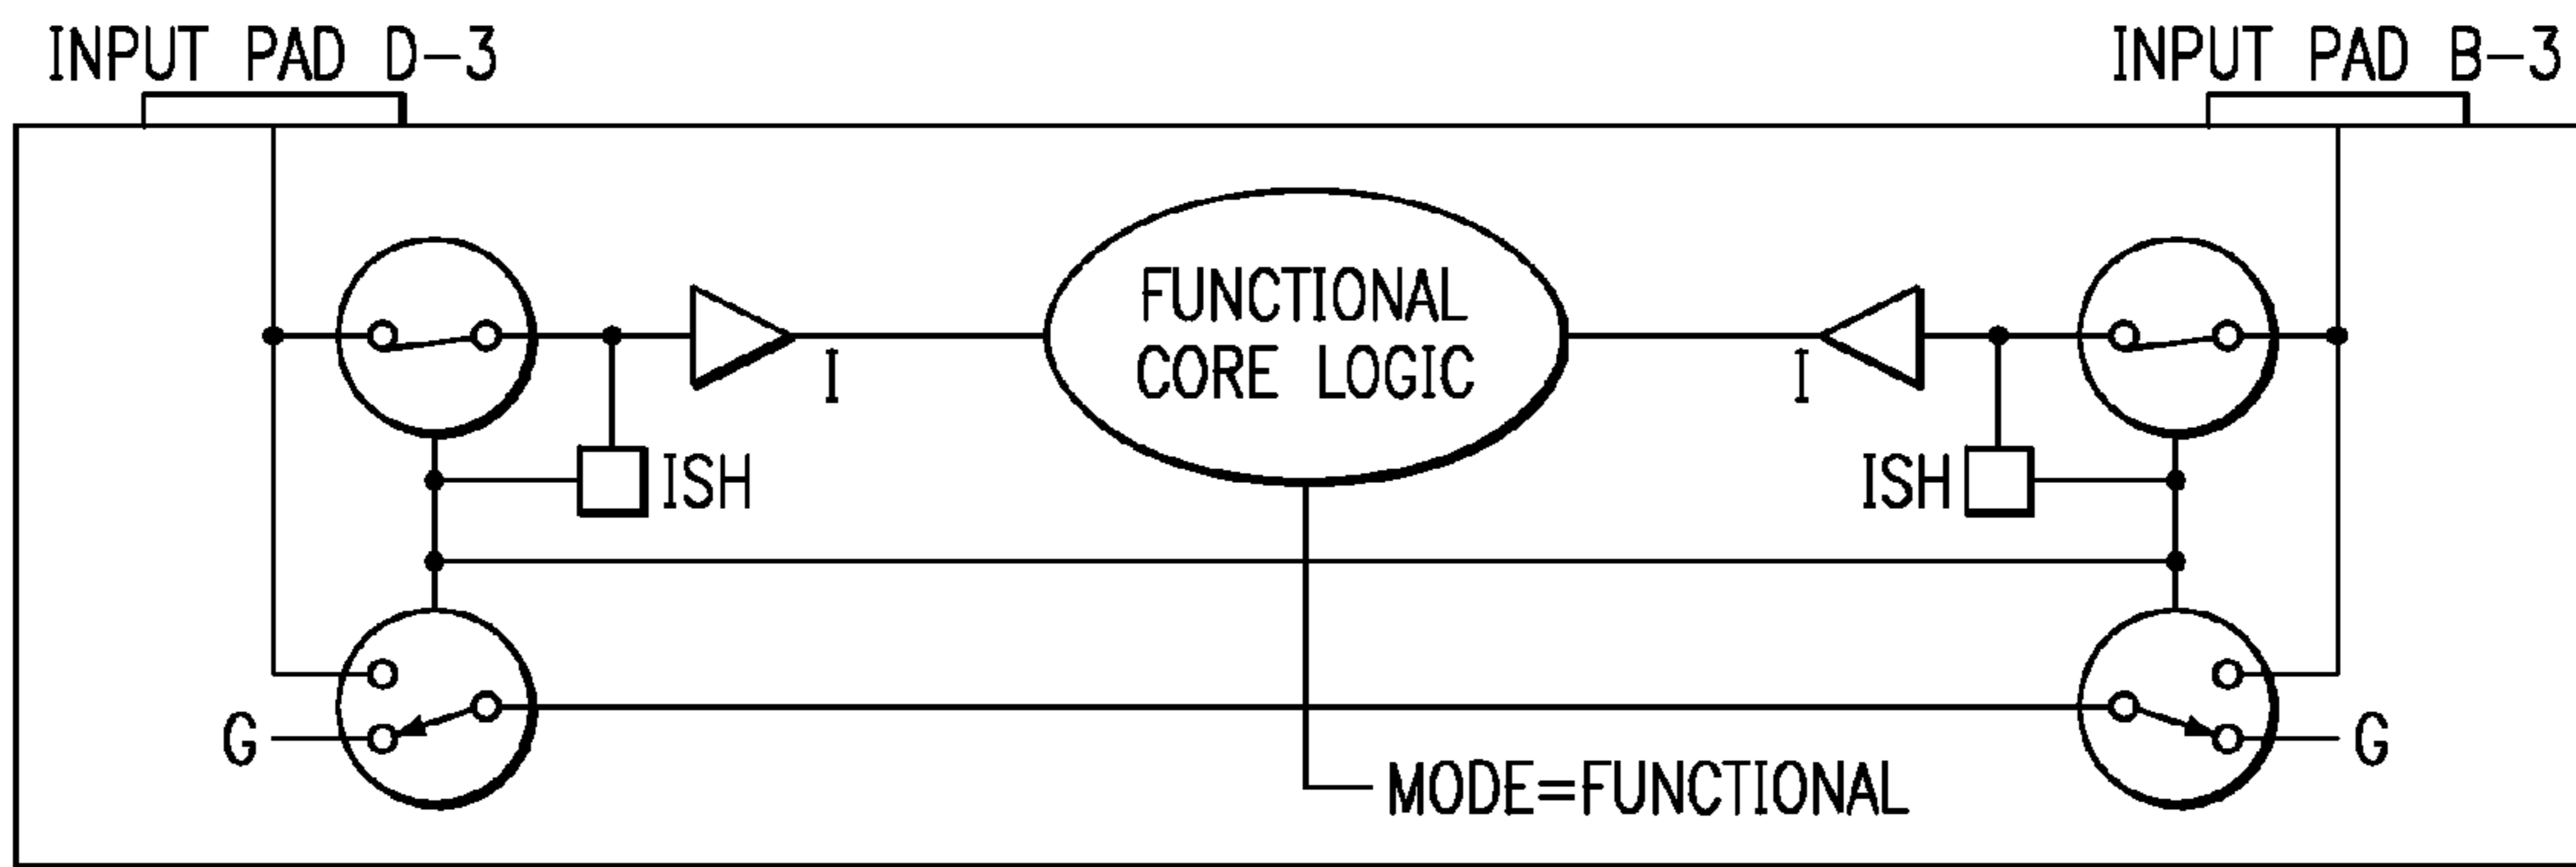 INPUT PAD D-3
INPUT PAD B-3
FUNCTIONAL
CORE LOGIC
I
I
ISH
ISH
G
G
MODE=FUNCTIONAL